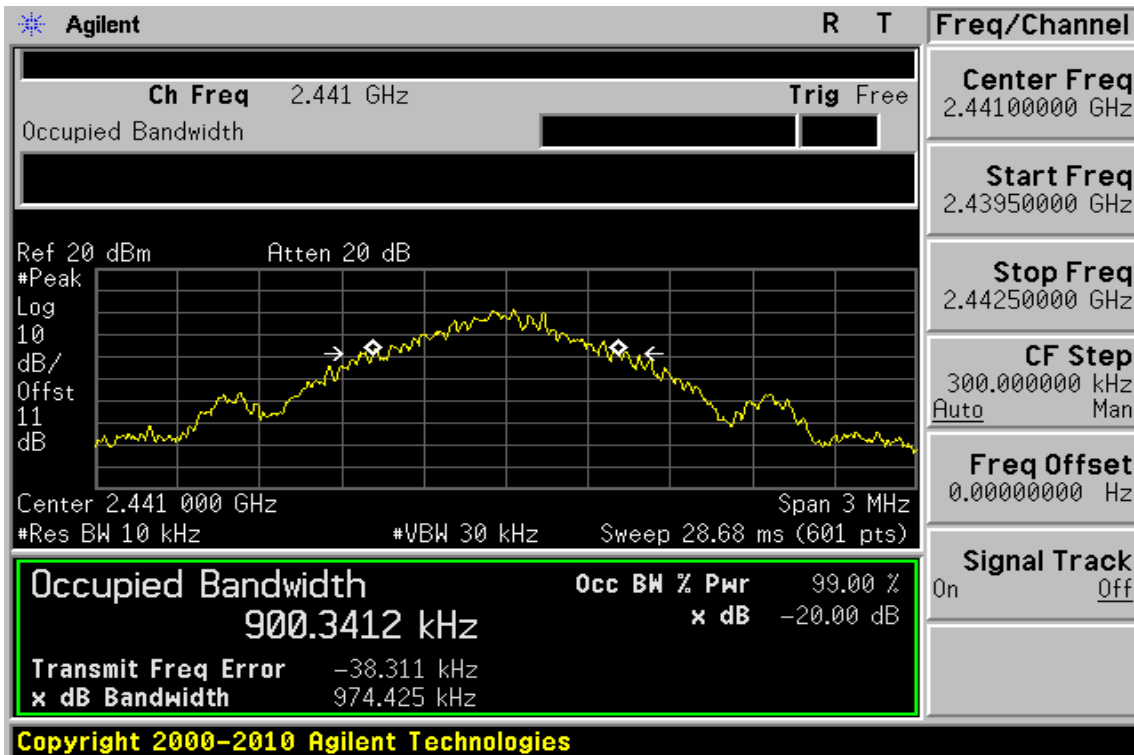 Agilent R T
Ch Freq 2.441 GHz Trig Free
Occupied Bandwidth
Ref 20 dBm Atten 20 dB
#Peak
Log
10
dB/
Offst
11
dB
Center 2.441 000 GHz Span 3 MHz
#Res BW 10 kHz #VBW 30 kHz Sweep 28.68 ms (601 pts)
Occupied Bandwidth
900.3412 kHz
Occ BW % Pwr 99.00 %
x dB -20.00 dB
Transmit Freq Error -38.311 kHz
x dB Bandwidth 974.425 kHz
Copyright 2000-2010 Agilent Technologies
Freq/Channel
Center Freq
2.44100000 GHz
Start Freq
2.43950000 GHz
Stop Freq
2.44250000 GHz
CF Step
300.000000 kHz
Auto Man
Freq Offset
0.00000000 Hz
Signal Track
On Off